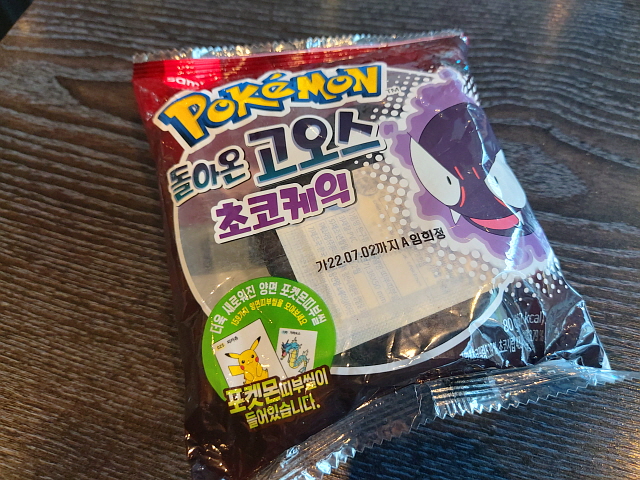 sam
POKéMON
돌아온 고오스
초코케익
가22.07.02까지 A 임희정
더욱 새로워진 양면 포켓몬띠부씰
포켓몬띠부씰이
들어있습니다.